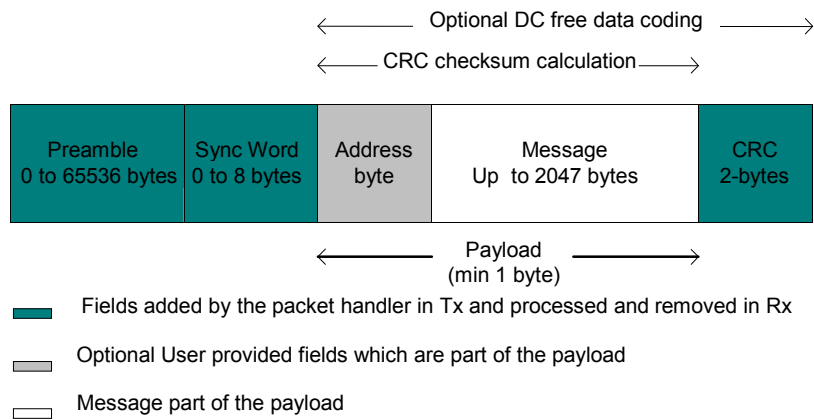 Optional DC free data coding
CRC checksum calculation
Preamble
0 to 65536 bytes
Sync Word
0 to 8 bytes
Address
byte
Message
Up to 2047 bytes
CRC
2-bytes
Payload
(min 1 byte)
Fields added by the packet handler in Tx and processed and removed in Rx
Optional User provided fields which are part of the payload
Message part of the payload